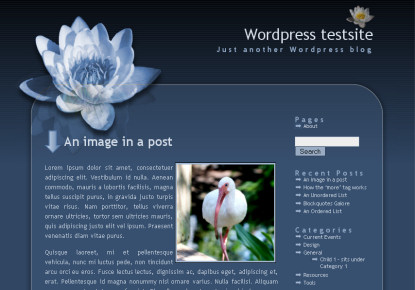 Wordpress testsite
Just another Wordpress blog
An image in a post
Lorem ipsum dolor sit amet, consectetuer
adipiscing elit. Vestibulum id nulla. Aenean
commodo, mauris a lobortis facilisis, magna
tellus suscipit purus, in gravida justo turpis
vitae risus. Nam porttitor, tellus viverra
ornare ultricies, tortor sem ultricies mauris,
quis adipiscing justo elit vel ipsum. Praesent
venenatis diam vitae purus.
Quisque laoreet, mi et pellentesque
vehicula, nunc mi luctus pede, non tincidunt
arcu orci eu eros. Fusce lectus lectus, dignissim ac, dapibus eget, adipiscing et,
erat. Pellentesque id magna nonummy nisl ornare varius. Nulla facilisi. Aliquam
Pages
About
Search
Recent Posts
An Image in a post
How the "more" tag works
An Unordered List
Blockquotes Galore
An Ordered List
Categories
Current Events
Design
General
Child 1 - sitz under
Category 1
Resources
Tools